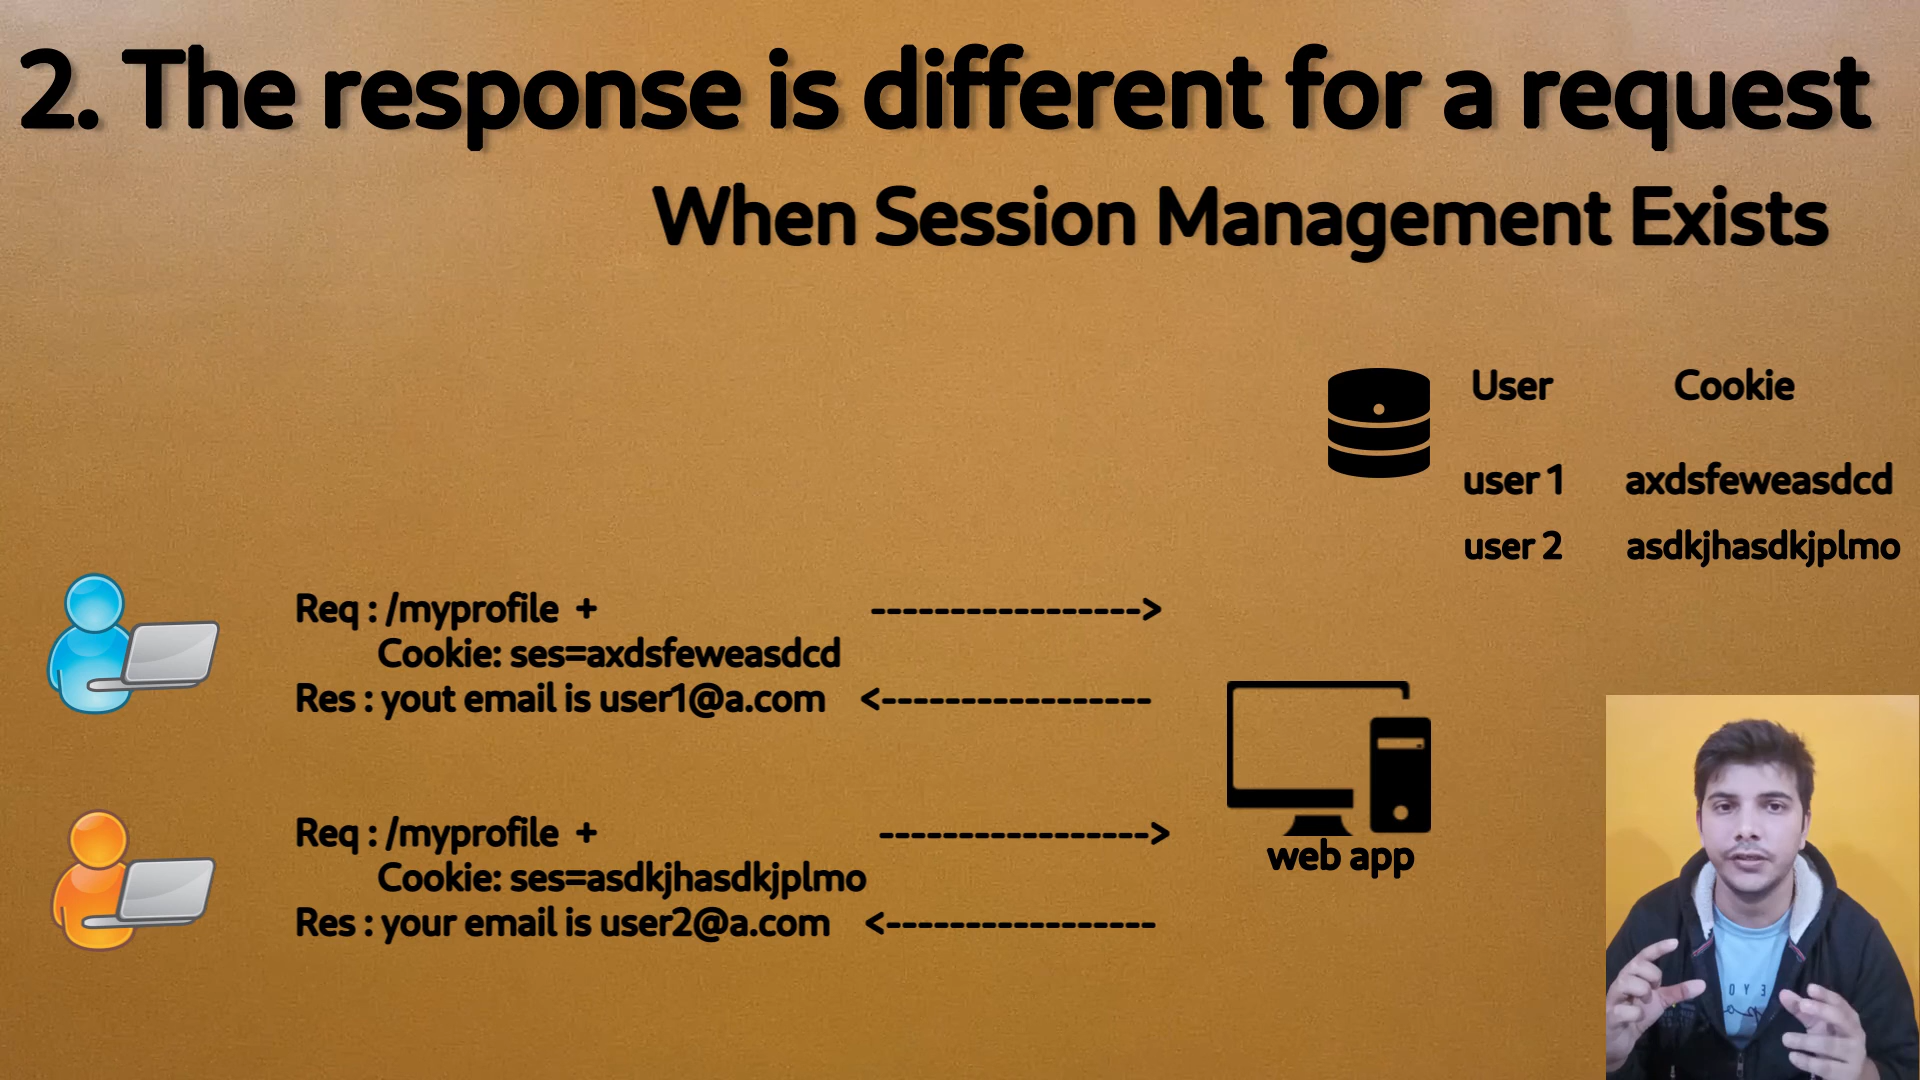 2. The response is different for a request
When Session Management Exists
User Cookie
user 1 axdsfeweasdcd
user 2 asdkjhasdkjplmo
Req : /myprofile + ----------------->
Cookie: ses=axdsfeweasdcd
Res : yout email is user1@a.com <-----------------
Req : /myprofile + ----------------->
Cookie: ses=asdkjhasdkjplmo
Res : your email is user2@a.com <-----------------
web app